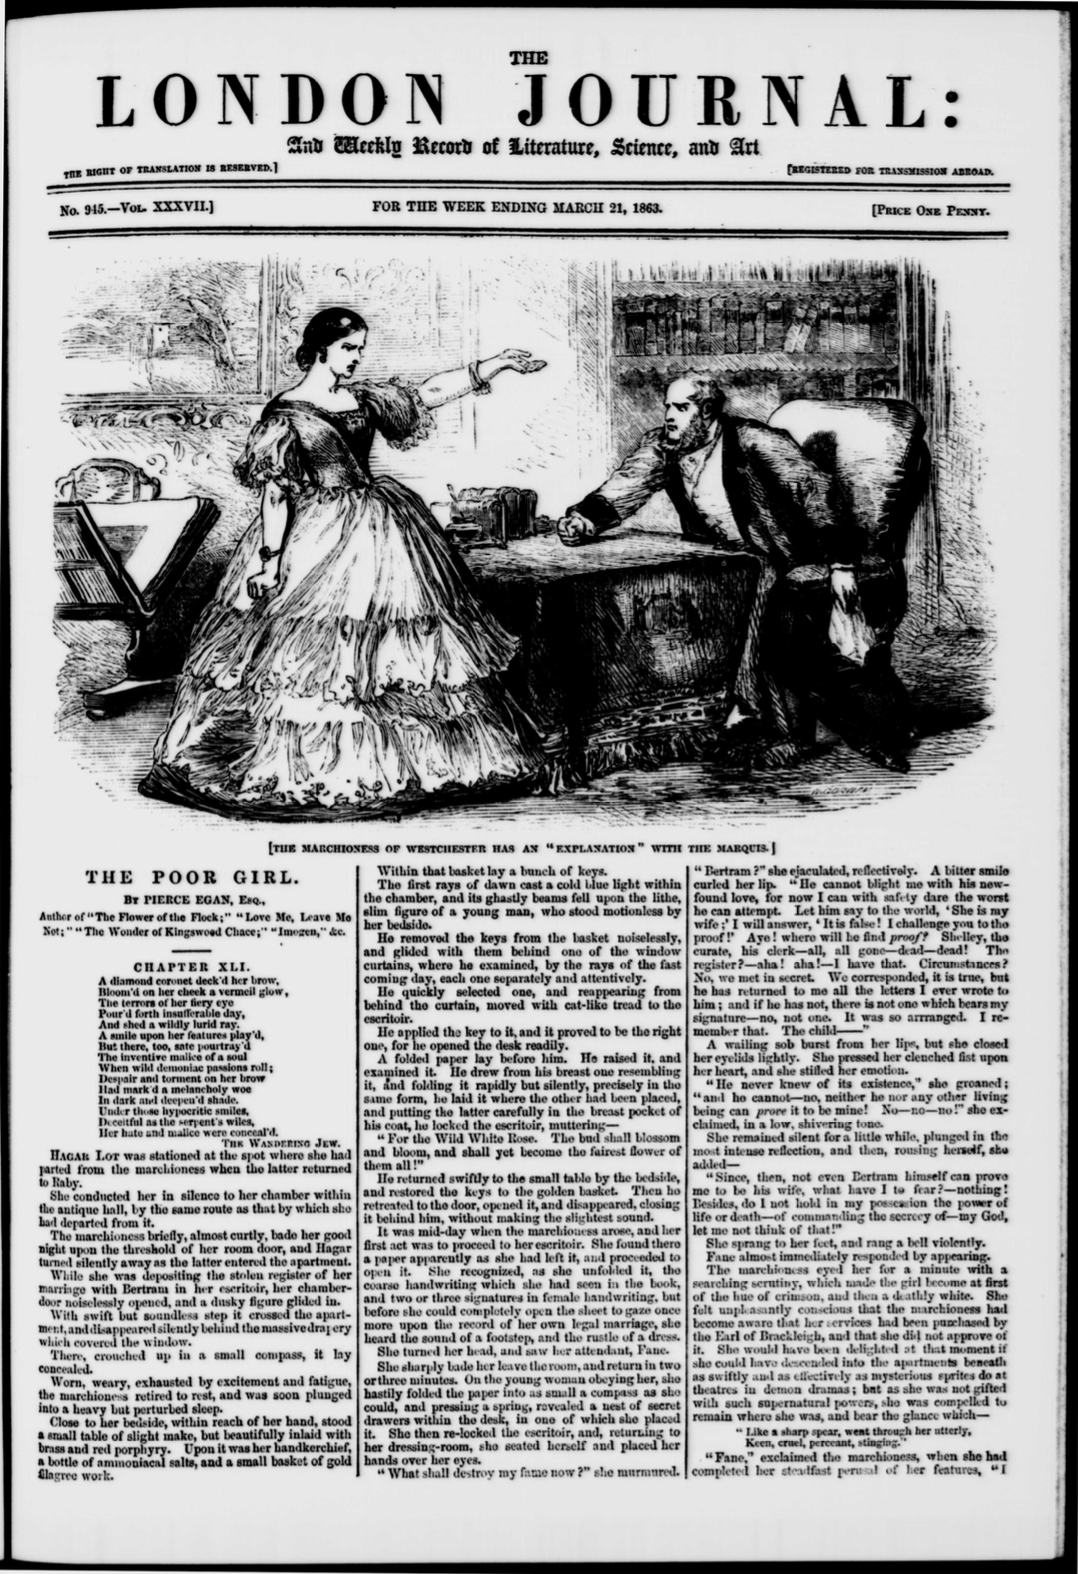 THE
LONDON JOURNAL:
And Weekly Record of Literature, Science, and Art
THE RIGHT OF TRANSLATION IS RESERVED.]
[REGISTERED FOR TRANSMISSION ABROAD.
No. 945.—VOL. XXXVII.]
FOR THE WEEK ENDING MARCH 21, 1863.
[PRICE ONE PENNY.
[THE MARCHIONESS OF WESTCHESTER HAS AN "EXPLANATION" WITH THE MARQUIS.]
THE POOR GIRL.
BY PIERCE EGAN, ESQ.,
Author of "The Flower of the Flock;" "Love Me, Leave Me
Not;" "The Wonder of Kingswood Chace;" "Imogen," &c.
CHAPTER XLI.
A diamond coronet deck'd her brow,
Bloom'd on her cheek a vermeil glow,
The terrors of her fiery eye
Pour'd forth insufferable day,
And shed a wildly lurid ray.
A smile upon her features play'd,
But there, too, sate pourtray'd
The inventive malice of a soul
When wild demoniac passions roll;
Despair and torment on her brow
Had mark'd a melancholy woe
In dark and deepen'd shade.
Under those hypocritic smiles,
Deceitful as the serpent's wiles,
Her hate and malice were conceal'd.
THE WANDERING JEW.
HAGAR LOT was stationed at the spot where she had
parted from the marchioness when the latter returned
to Raby.
She conducted her in silence to her chamber within
the antique hall, by the same route as that by which she
had departed from it.
The marchioness briefly, almost curtly, bade her good
night upon the threshold of her room door, and Hagar
turned silently away as the latter entered the apartment.
While she was depositing the stolen register of her
marriage with Bertram in her escritoir, her chamber-
door noiselessly opened, and a dusky figure glided in.
With swift but soundless step it crossed the apart-
ment, and disappeared silently behind the massive drapery
which covered the window.
There, crouched up in a small compass, it lay
concealed.
Worn, weary, exhausted by excitement and fatigue,
the marchioness retired to rest, and was soon plunged
into a heavy but perturbed sleep.
Close to her bedside, within reach of her hand, stood
a small table of slight make, but beautifully inlaid with
brass and red porphyry. Upon it was her handkerchief,
a bottle of ammoniacal salts, and a small basket of gold
filagree work.
Within that basket lay a bunch of keys.
The first rays of dawn cast a cold blue light within
the chamber, and its ghastly beams fell upon the lithe,
slim figure of a young man, who stood motionless by
her bedside.
He removed the keys from the basket noiselessly,
and glided with them behind one of the window
curtains, where he examined, by the rays of the fast
coming day, each one separately and attentively.
He quickly selected one, and reappearing from
behind the curtain, moved with cat-like tread to the
escritoir.
He applied the key to it, and it proved to be the right
one, for he opened the desk readily.
A folded paper lay before him. He raised it, and
examined it. He drew from his breast one resembling
it, and folding it rapidly but silently, precisely in the
same form, he laid it where the other had been placed,
and putting the latter carefully in the breast pocket of
his coat, he locked the escritoir, muttering—
"For the Wild White Rose. The bud shall blossom
and bloom, and shall yet become the fairest flower of
them all!"
He returned swiftly to the small table by the bedside,
and restored the keys to the golden basket. Then he
retreated to the door, opened it, and disappeared, closing
it behind him, without making the slightest sound.
It was mid-day when the marchioness arose, and her
first act was to proceed to her escritoir. She found there
a paper apparently as she had left it, and proceeded to
open it. She recognized, as she unfolded it, the
coarse handwriting which she had seen in the book,
and two or three signatures in female handwriting, but
before she could completely open the sheet to gaze once
more upon the record of her own legal marriage, she
heard the sound of a footstep, and the rustle of a dress.
She turned her head, and saw her attendant, Fane.
She sharply bade her leave the room, and return in two
or three minutes. On the young woman obeying her, she
hastily folded the paper into as small a compass as she
could, and pressing a spring, revealed a nest of secret
drawers within the desk, in one of which she placed
it. She then re-locked the escritoir, and, returning to
her dressing-room, she seated herself and placed her
hands over her eyes.
"What shall destroy my fame now?" she murmured.
"Bertram?" she ejaculated, reflectively. A bitter smile
curled her lip. "He cannot blight me with his new-
found love, for now I can with safety dare the worst
he can attempt. Let him say to the world, 'She is my
wife;' I will answer, 'It is false! I challenge you to the
proof!' Aye! where will he find proof? Shelley, the
curate, his clerk—all, all gone—dead—dead! The
register?—aha! aha!—I have that. Circumstances?
No, we met in secret. We corresponded, it is true, but
he has returned to me all the letters I ever wrote to
him; and if he has not, there is not one which bears my
signature—no, not one. It was so arrranged. I re-
member that. The child——"
A wailing sob burst from her lips, but she closed
her eyelids lightly. She pressed her clenched fist upon
her heart, and she stifled her emotion.
"He never knew of its existence," she groaned;
"and he cannot—no, neither he nor any other living
being can prove it to be mine! No—no—no!" she ex-
claimed, in a low, shivering tone.
She remained silent for a little while, plunged in the
most intense reflection, and then, rousing herself, she
added—
"Since, then, not even Bertram himself can prove
me to be his wife, what have I to fear?—nothing!
Besides, do I not hold in my possession the power of
life or death—of commanding the secrecy of—my God,
let me not think of that!"
She sprang to her feet, and rang a bell violently.
Fane almost immediately responded by appearing.
The marchioness eyed her for a minute with a
searching scrutiny, which made the girl become at first
of the hue of crimson, and then a deathly white. She
felt unpleasantly conscious that the marchioness had
become aware that her services had been purchased by
the Earl of Brackleigh, and that she did not approve of
it. She would have been delighted at that moment if
she could have descended into the apartments beneath
as swiftly and as effectively as mysterious sprites do at
theatres in demon dramas; but as she was not gifted
with such supernatural powers, she was compelled to
remain where she was, and bear the glance which—
"Like a sharp spear, went through her utterly,
Keen, cruel, perceant, stinging."
"Fane," exclaimed the marchioness, when she had
completed her steadfast perusal of her features, "I